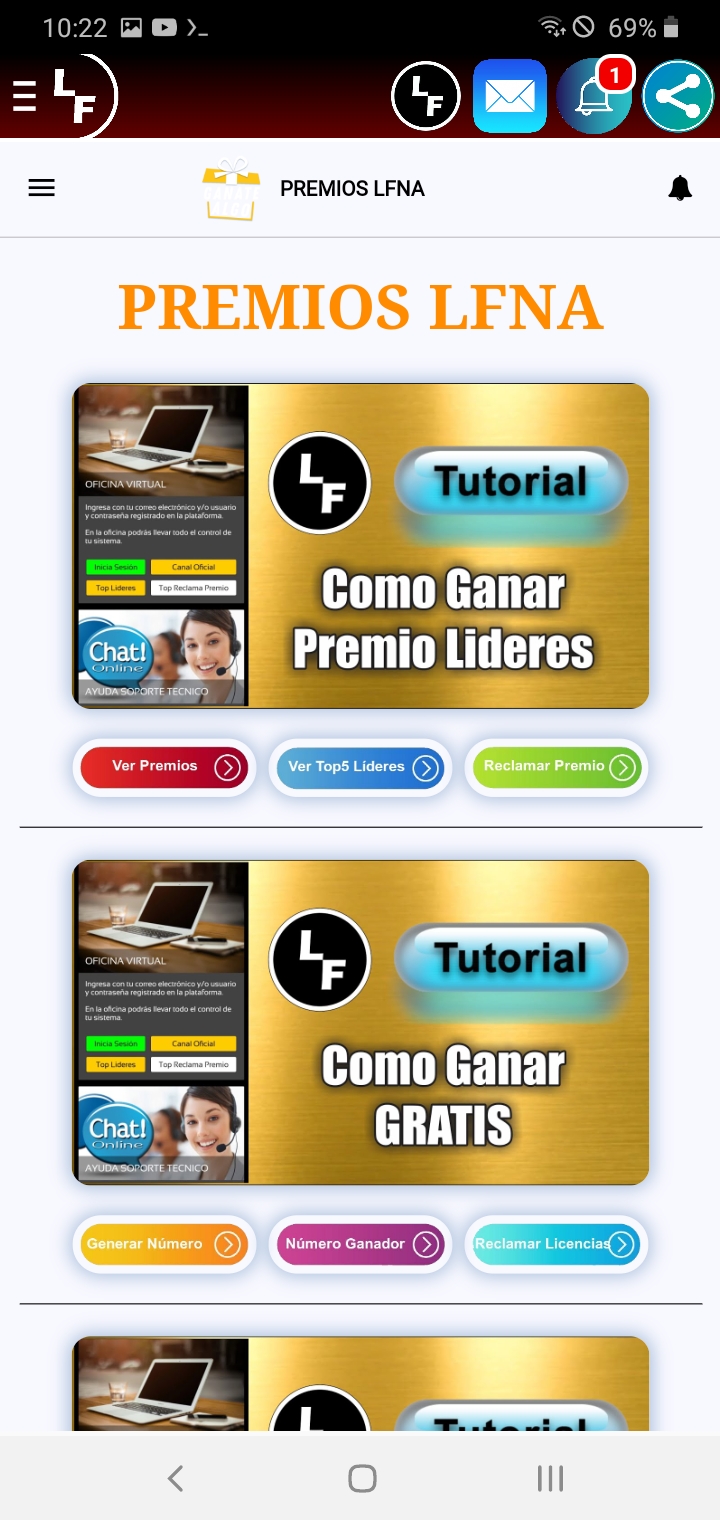 10:22
69%
LF
LF
1
PREMIOS LFNA
PREMIOS LFNA
OFICINA VIRTUAL
Ingresa con tu correo electrónico y/o usuario
y contraseña registrado en la plataforma.
En la oficina podrás llevar todo el control de
tu sistema.
Inicia Sesión
Canal Oficial
Top Lideres
Top Reclama Premio
Chat!
Online
AYUDA SOPORTE TECNICO
LF
Tutorial
Como Ganar
Premio Lideres
Ver Premios
Ver Top5 Líderes
Reclamar Premio
OFICINA VIRTUAL
Ingresa con tu correo electrónico y/o usuario
y contraseña registrado en la plataforma.
En la oficina podrás llevar todo el control de
tu sistema.
Inicia Sesión
Canal Oficial
Top Lideres
Top Reclama Premio
Chat!
Online
AYUDA SOPORTE TECNICO
LF
Tutorial
Como Ganar
GRATIS
Generar Número
Número Ganador
Reclamar Licencias
L
Tutorial